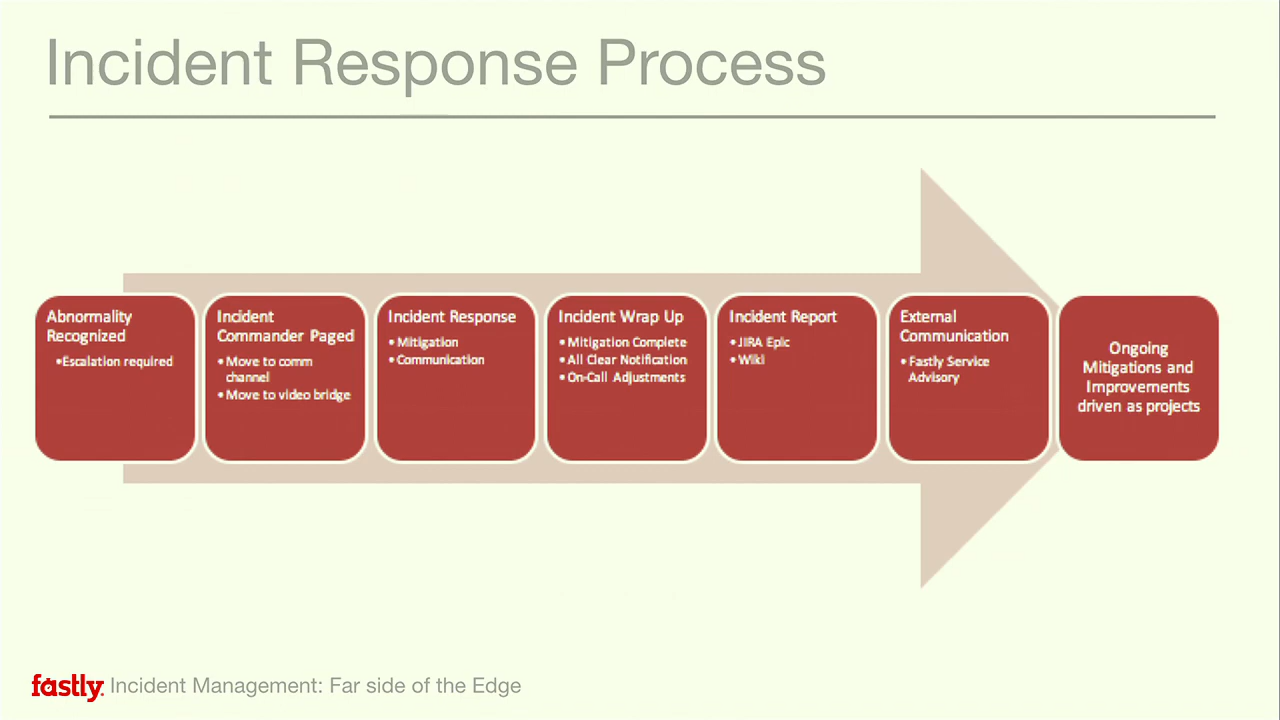 Incident Response Process
Abnormality
Recognized
•Escalation required
Incident
Commander Paged
• Move to comm
channel
• Move to video bridge
Incident Response
• Mitigation
• Communication
Incident Wrap Up
• Mitigation Complete
• All Clear Notification
• On-Call Adjustments
Incident Report
• JIRA Epic
• Wiki
External
Communication
• Fastly Service
Advisory
Ongoing
Mitigations and
Improvements
driven as projects
fastly. Incident Management: Far side of the Edge